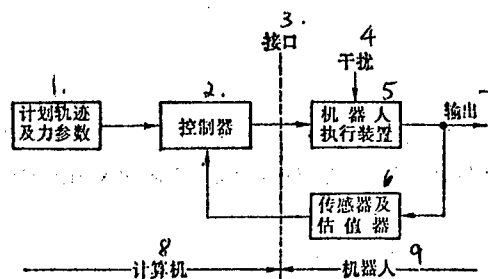 3.
接口
4
干扰
1.
计划轨迹
及力参数
2.
控制器
5
机器人
执行装置
输出
6
传感器及
估值器
8
计算机
9
机器人